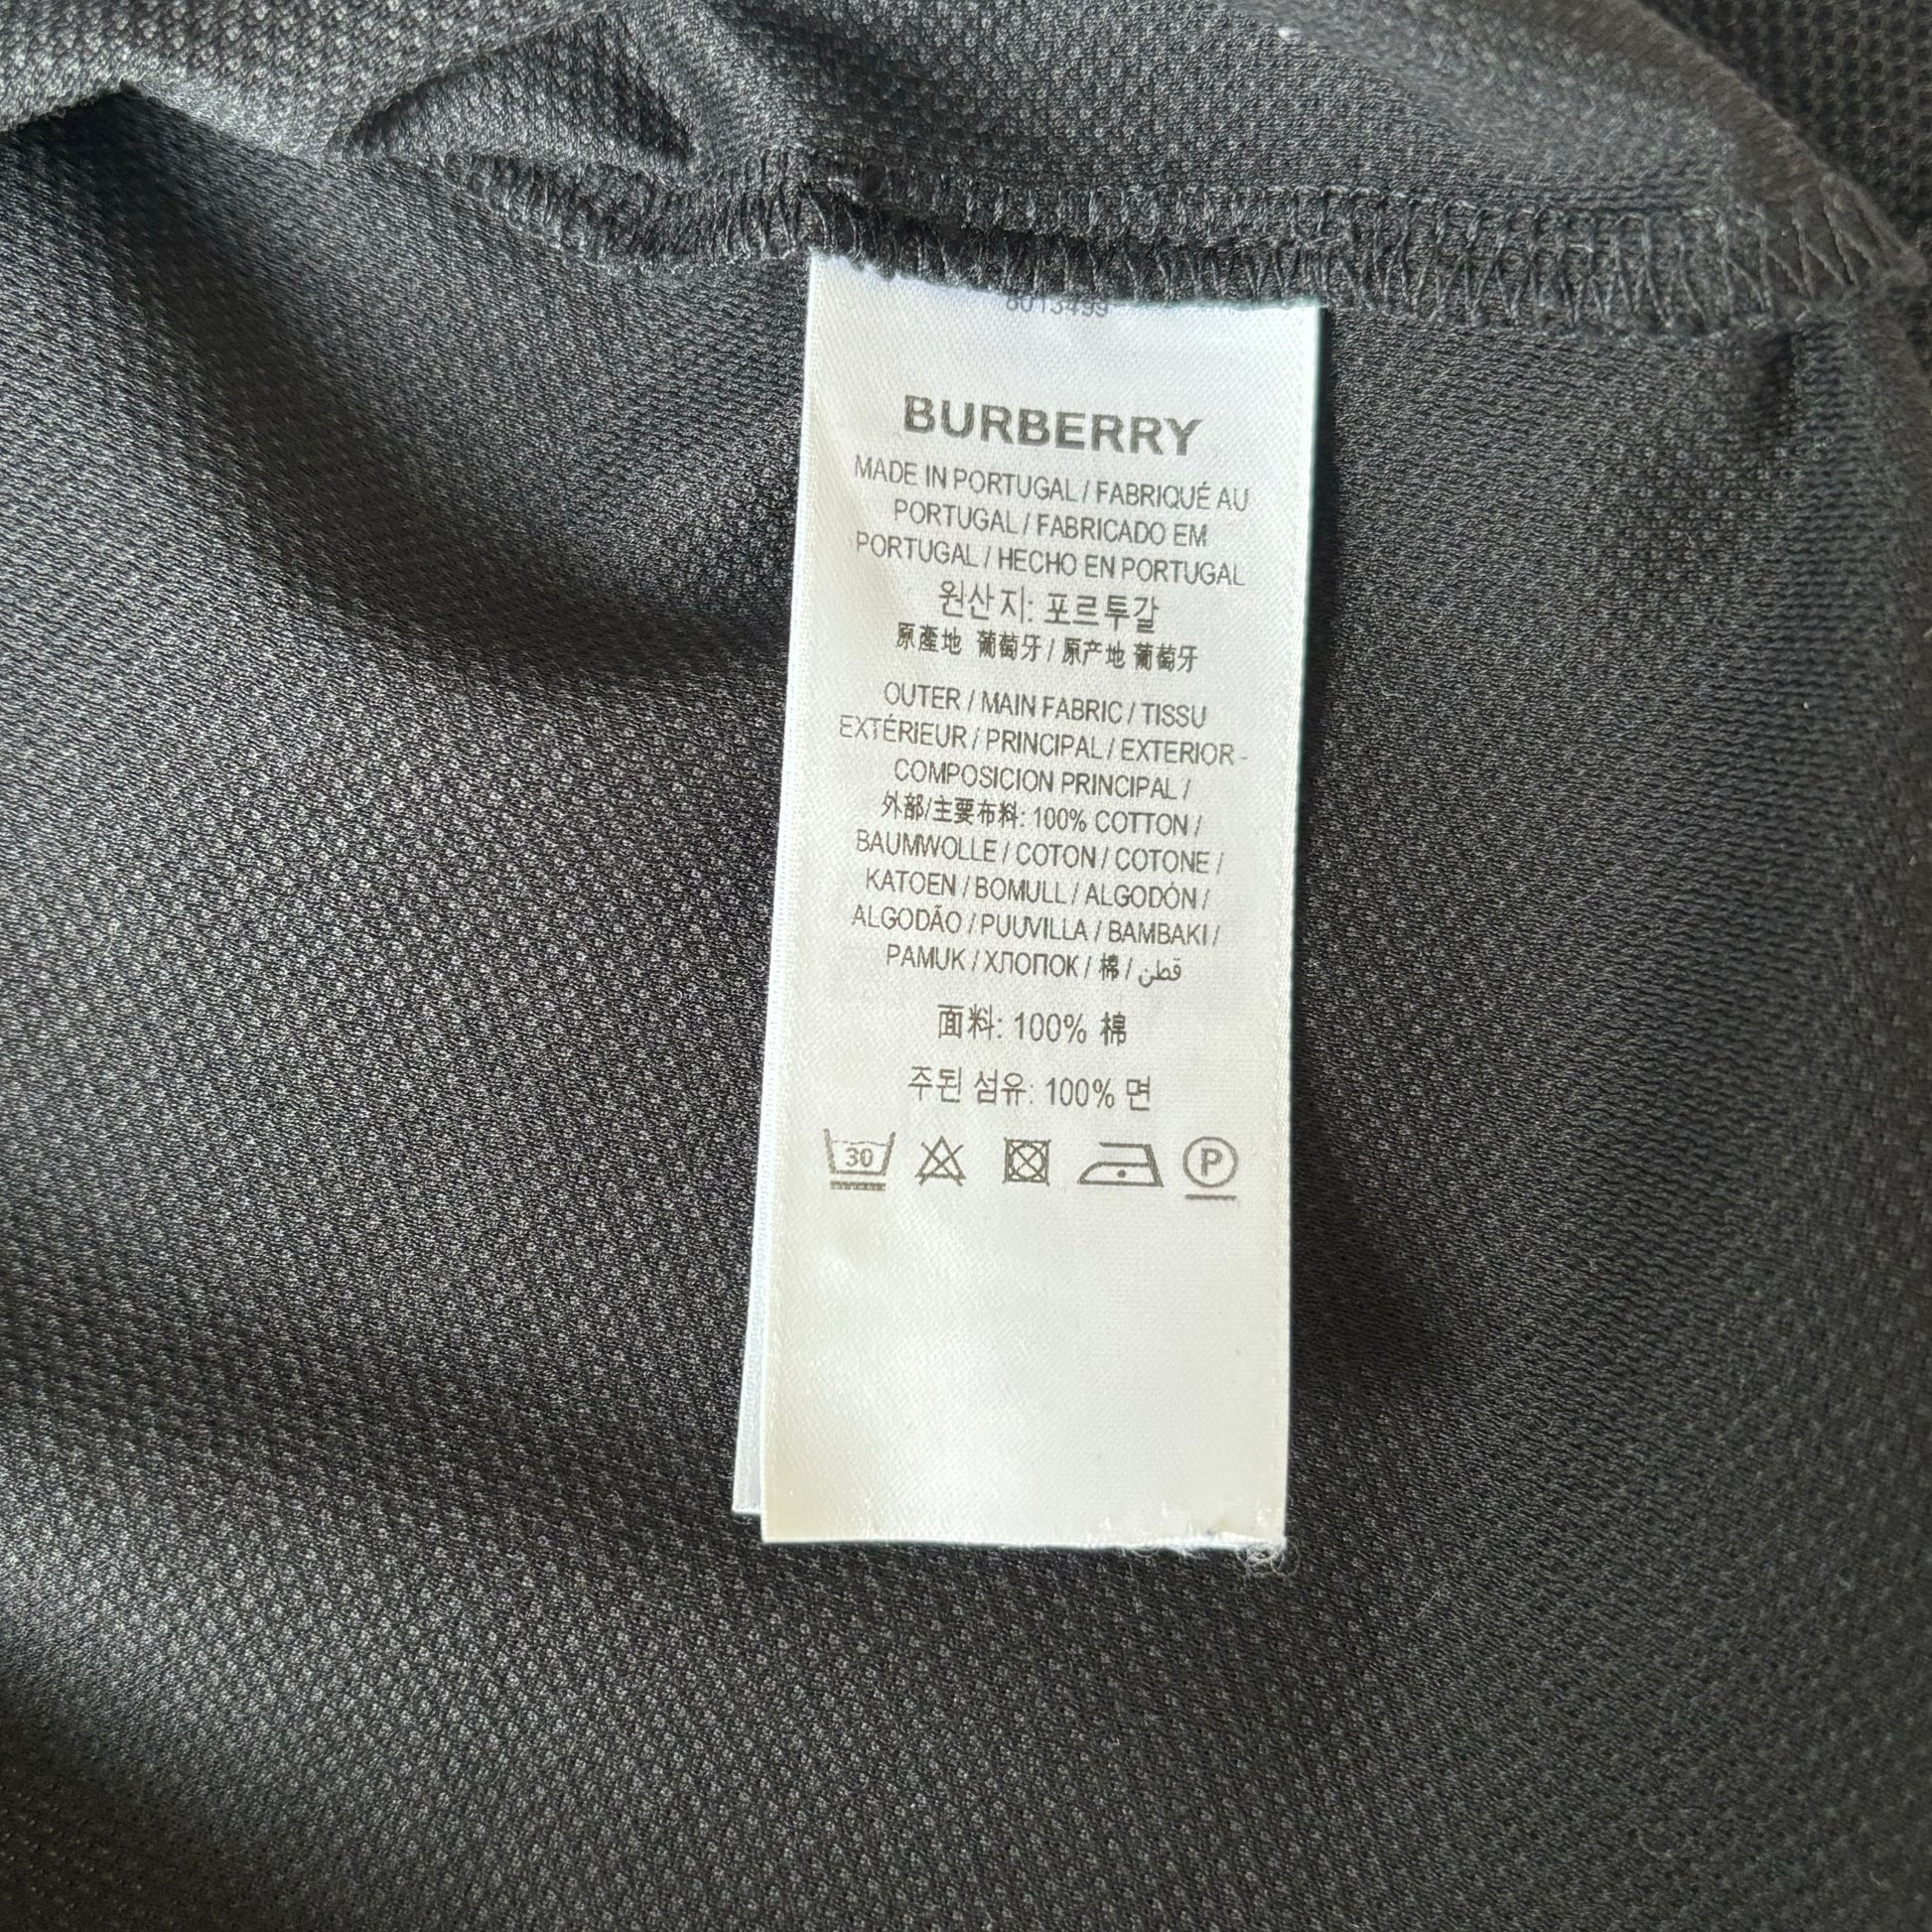 8013499
BURBERRY
MADE IN PORTUGAL / FABRIQUÉ AU
PORTUGAL / FABRICADO EM
PORTUGAL / HECHO EN PORTUGAL
원산지: 포르투갈
原產地 葡萄牙 / 原产地 葡萄牙
OUTER / MAIN FABRIC / TISSU
EXTÉRIEUR / PRINCIPAL / EXTERIOR -
COMPOSICION PRINCIPAL /
外部/主要布料: 100% COTTON /
BAUMWOLLE / COTON / COTONE /
KATOEN / BOMULL / ALGODÓN /
ALGODÃO / PUUVILLA / BAMBAKI /
PAMUK / ХЛОПОК / 棉 / قطن
面料: 100% 棉
주된 섬유: 100% 면
30 P